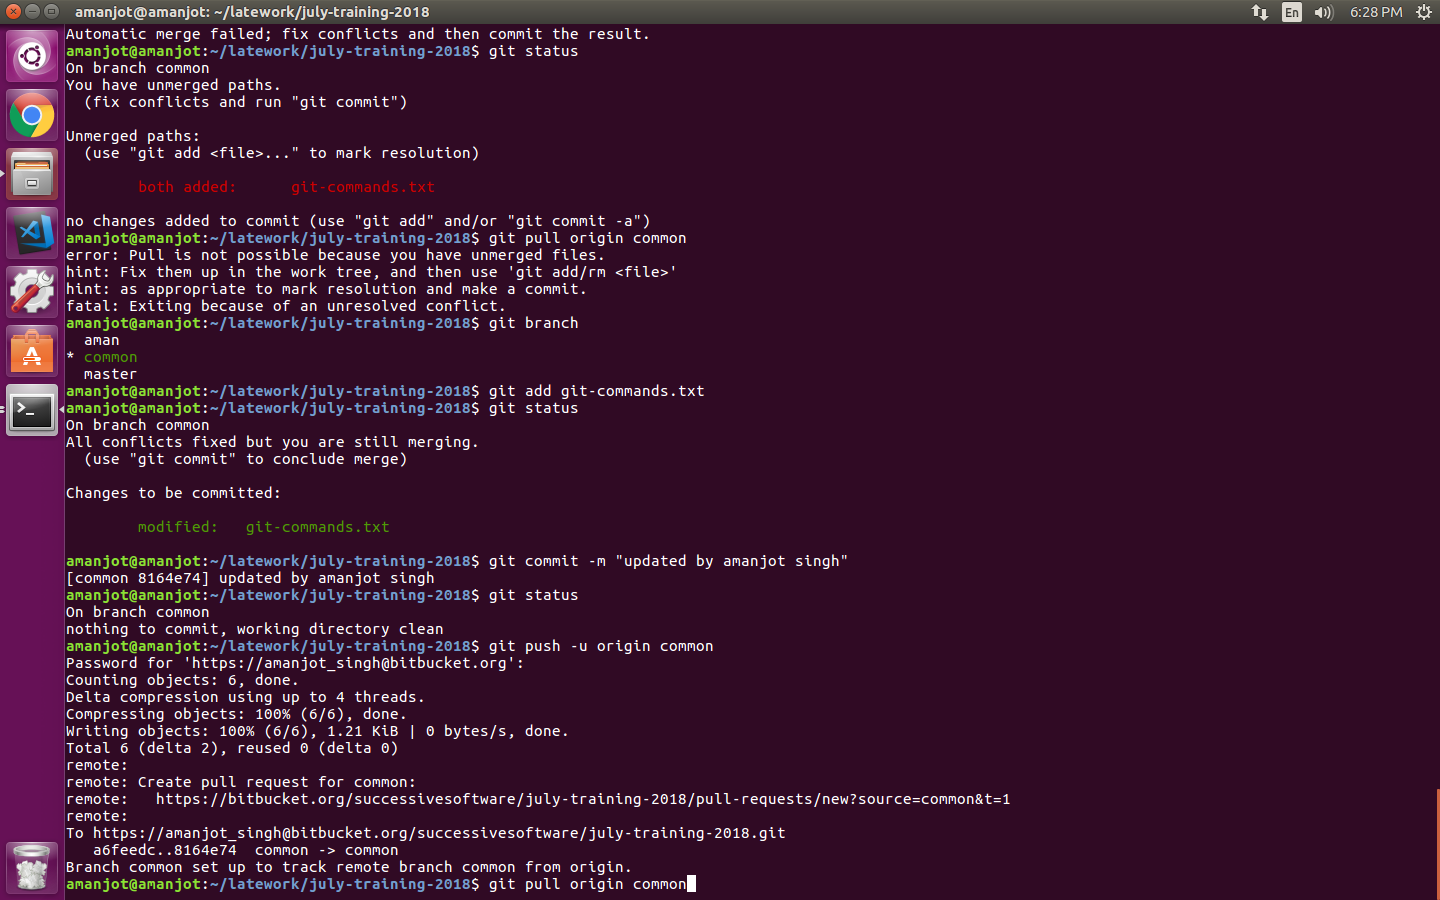 amanjot@amanjot: ~/latework/july-training-2018
En
6:28 PM
Automatic merge failed; fix conflicts and then commit the result.
amanjot@amanjot:~/latework/july-training-2018$ git status
On branch common
You have unmerged paths.
  (fix conflicts and run "git commit")
Unmerged paths:
  (use "git add <file>..." to mark resolution)
        both added:      git-commands.txt
no changes added to commit (use "git add" and/or "git commit -a")
amanjot@amanjot:~/latework/july-training-2018$ git pull origin common
error: Pull is not possible because you have unmerged files.
hint: Fix them up in the work tree, and then use 'git add/rm <file>'
hint: as appropriate to mark resolution and make a commit.
fatal: Exiting because of an unresolved conflict.
amanjot@amanjot:~/latework/july-training-2018$ git branch
  aman
* common
  master
amanjot@amanjot:~/latework/july-training-2018$ git add git-commands.txt
amanjot@amanjot:~/latework/july-training-2018$ git status
On branch common
All conflicts fixed but you are still merging.
  (use "git commit" to conclude merge)
Changes to be committed:
        modified:   git-commands.txt
amanjot@amanjot:~/latework/july-training-2018$ git commit -m "updated by amanjot singh"
[common 8164e74] updated by amanjot singh
amanjot@amanjot:~/latework/july-training-2018$ git status
On branch common
nothing to commit, working directory clean
amanjot@amanjot:~/latework/july-training-2018$ git push -u origin common
Password for 'https://amanjot_singh@bitbucket.org':
Counting objects: 6, done.
Delta compression using up to 4 threads.
Compressing objects: 100% (6/6), done.
Writing objects: 100% (6/6), 1.21 KiB | 0 bytes/s, done.
Total 6 (delta 2), reused 0 (delta 0)
remote:
remote: Create pull request for common:
remote:   https://bitbucket.org/successivesoftware/july-training-2018/pull-requests/new?source=common&t=1
remote:
To https://amanjot_singh@bitbucket.org/successivesoftware/july-training-2018.git
   a6feedc..8164e74  common -> common
Branch common set up to track remote branch common from origin.
amanjot@amanjot:~/latework/july-training-2018$ git pull origin common